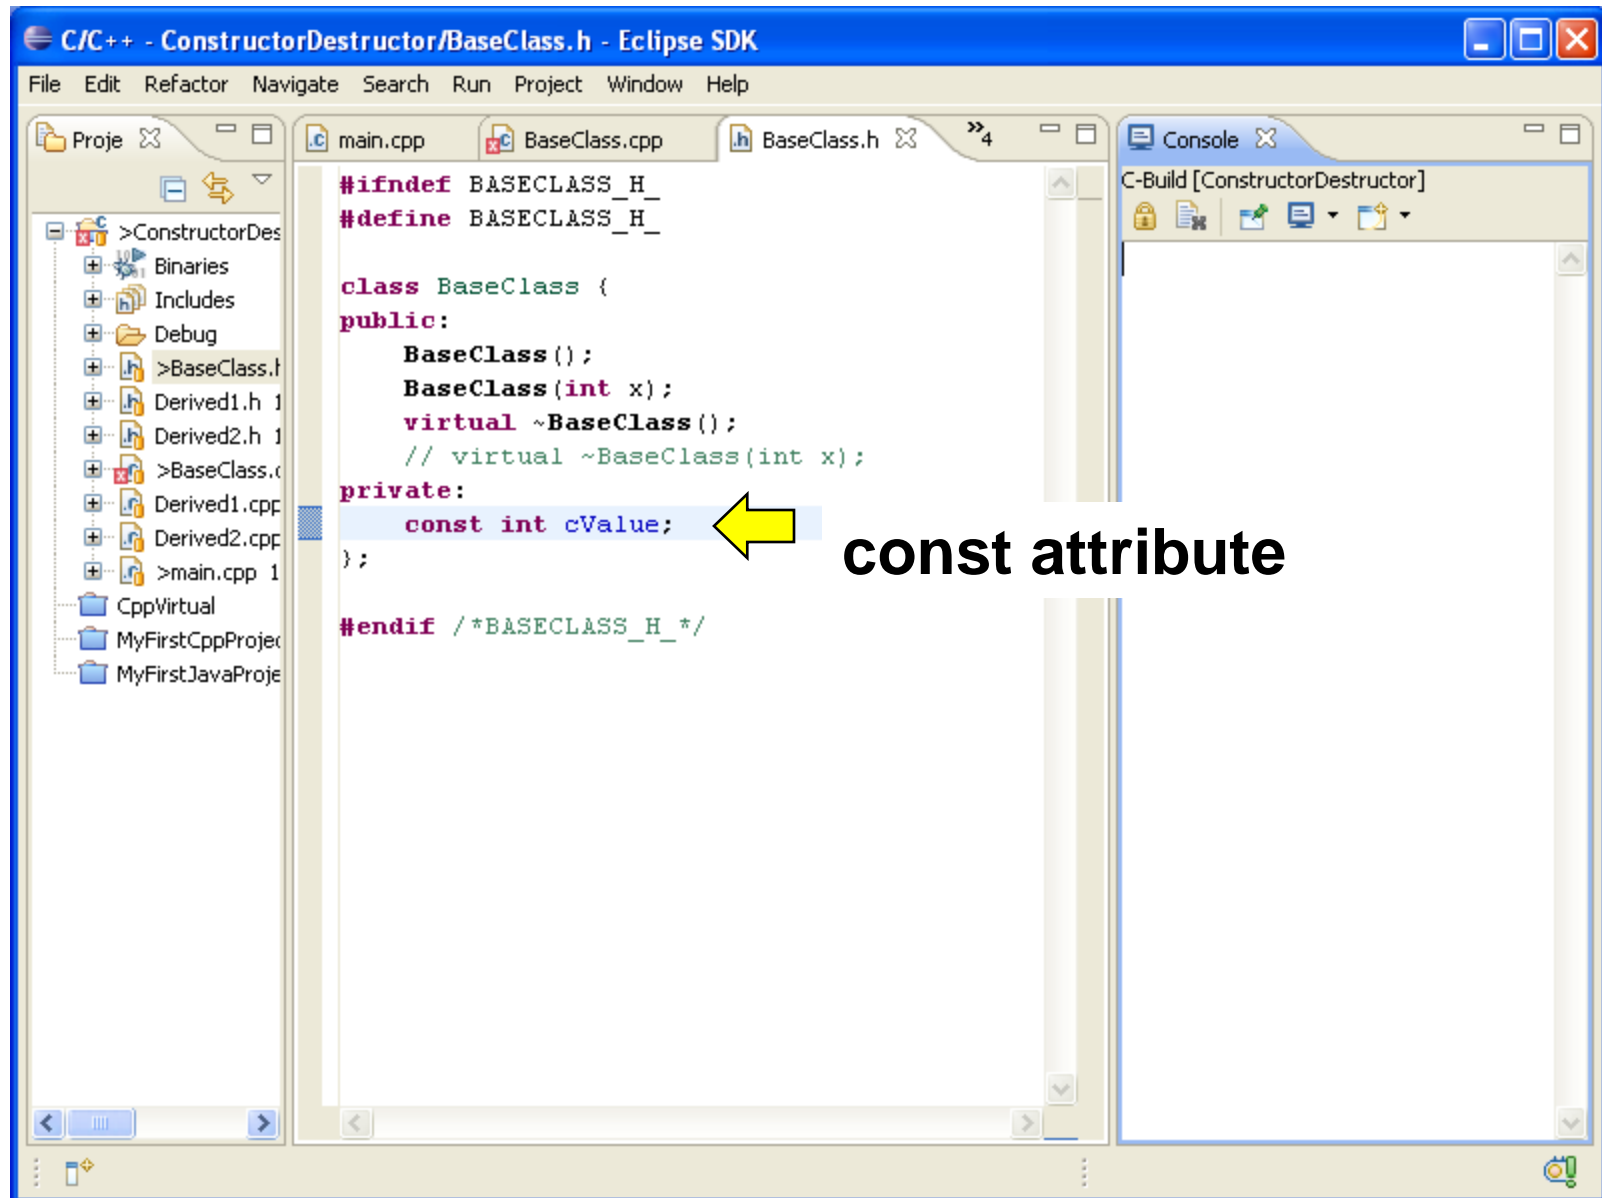 C/C++ - ConstructorDestructor/BaseClass.h - Eclipse SDK
File Edit Refactor Navigate Search Run Project Window Help
Proje
main.cpp
BaseClass.cpp
BaseClass.h
»4
Console
C-Build [ConstructorDestructor]
>ConstructorDes
Binaries
Includes
Debug
>BaseClass.h
Derived1.h 1
Derived2.h 1
>BaseClass.c
Derived1.cpp
Derived2.cpp
>main.cpp 1
CppVirtual
MyFirstCppProjec
MyFirstJavaProje
#ifndef BASECLASS_H_
#define BASECLASS_H_
class BaseClass {
public:
BaseClass();
BaseClass(int x);
virtual ~BaseClass();
// virtual ~BaseClass(int x);
private:
const int cValue;
};
#endif /*BASECLASS_H_*/
const attribute